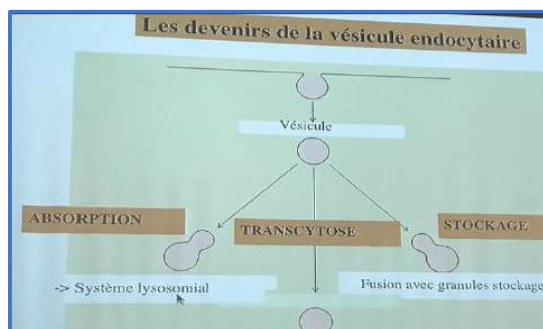 Les devenirs de la vésicule endocytaire
Vésicule
ABSORPTION
TRANSCYTOSE
STOCKAGE
-> Système lysosomial
Fusion avec granules stockage